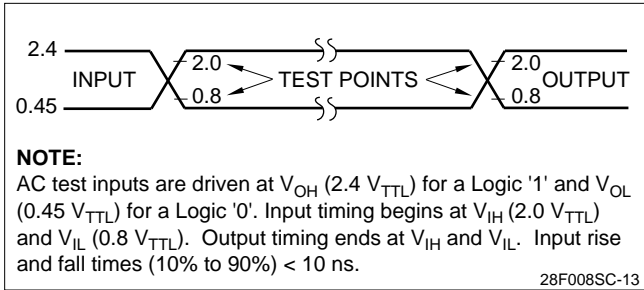 2.4
INPUT
0.45
2.0
0.8
TEST POINTS
2.0
0.8
OUTPUT
NOTE:
AC test inputs are driven at VOH (2.4 VTTL) for a Logic '1' and VOL
(0.45 VTTL) for a Logic '0'. Input timing begins at VIH (2.0 VTTL)
and VIL (0.8 VTTL). Output timing ends at VIH and VIL. Input rise
and fall times (10% to 90%) < 10 ns.
28F008SC-13